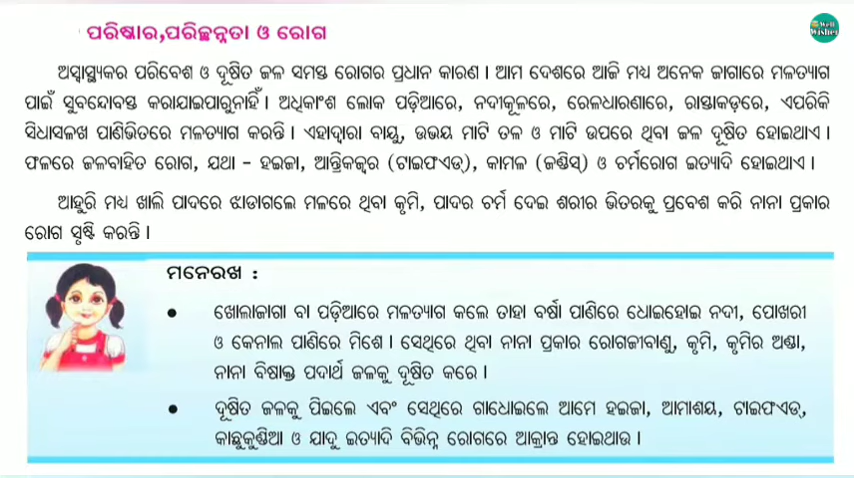 ପରିଷ୍କାର,ପରିଚ୍ଛନ୍ନତା ଓ ରୋଗ
Well Wisher
ଅସ୍ୱାସ୍ଥ୍ୟକର ପରିବେଶ ଓ ଦୂଷିତ ଜଳ ସମସ୍ତ ରୋଗର ପ୍ରଧାନ କାରଣ । ଆମ ଦେଶରେ ଆଜି ମଧ୍ୟ ଅନେକ ଜାଗାରେ ମଳତ୍ୟାଗ
ପାଇଁ ସୁବନ୍ଦୋବସ୍ତ କରାଯାଇପାରୁନାହିଁ । ଅଧିକାଂଶ ଲୋକ ପଡ଼ିଆରେ, ନଦୀକୂଳରେ, ରେଳଧାରଣାରେ, ରାସ୍ତାକଡ଼ରେ, ଏପରିକି
ସିଧାସଳଖ ପାଣିଭିତରେ ମଳତ୍ୟାଗ କରନ୍ତି । ଏହାଦ୍ୱାରା ବାୟୁ, ଉଭୟ ମାଟି ତଳ ଓ ମାଟି ଉପରେ ଥିବା ଜଳ ଦୂଷିତ ହୋଇଥାଏ ।
ଫଳରେ ଜଳବାହିତ ରୋଗ, ଯଥା – ହଇଜା, ଆନ୍ତ୍ରିକଜ୍ୱର (ଟାଇଫଏଡ୍), କାମଳ (ଜଣ୍ଡିସ୍) ଓ ଚର୍ମରୋଗ ଇତ୍ୟାଦି ହୋଇଥାଏ ।
ଆହୁରି ମଧ୍ୟ ଖାଲି ପାଦରେ ଝାଡାଗଲେ ମଳରେ ଥିବା କୃମି, ପାଦର ଚର୍ମ ଦେଇ ଶରୀର ଭିତରକୁ ପ୍ରବେଶ କରି ନାନା ପ୍ରକାର
ରୋଗ ସୃଷ୍ଟି କରନ୍ତି ।
ମନେରଖ :
• ଖୋଲାଜାଗା ବା ପଡ଼ିଆରେ ମଳତ୍ୟାଗ କଲେ ତାହା ବର୍ଷା ପାଣିରେ ଧୋଇହୋଇ ନଦୀ, ପୋଖରୀ
ଓ କେନାଲ ପାଣିରେ ମିଶେ । ସେଥିରେ ଥିବା ନାନା ପ୍ରକାର ରୋଗଜୀବାଣୁ, କୃମି, କୃମିର ଅଣ୍ଡା,
ନାନା ବିଷାକ୍ତ ପଦାର୍ଥ ଜଳକୁ ଦୂଷିତ କରେ ।
• ଦୂଷିତ ଜଳକୁ ପିଇଲେ ଏବଂ ସେଥିରେ ଗାଧୋଇଲେ ଆମେ ହଇଜା, ଆମାଶୟ, ଟାଇଫଏଡ୍,
କାଛୁକୁଣ୍ଡିଆ ଓ ଯାଦୁ ଇତ୍ୟାଦି ବିଭିନ୍ନ ରୋଗରେ ଆକ୍ରାନ୍ତ ହୋଇଥାଉ ।